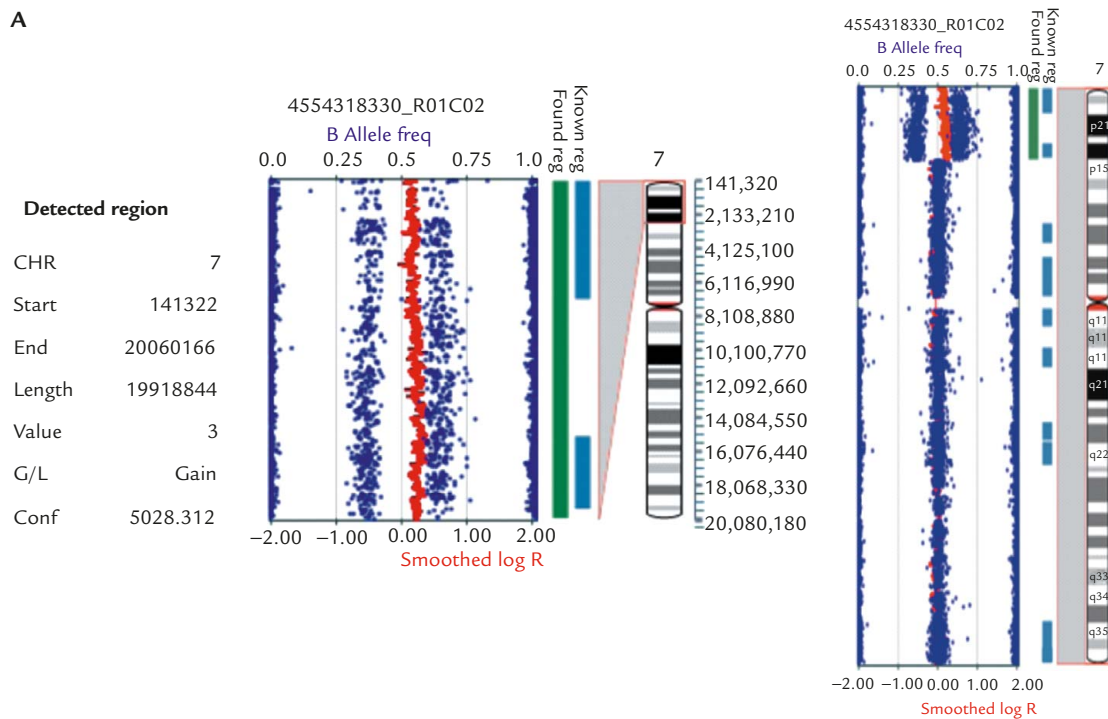 A
4554318330_R01C02
B Allele freq
0.0 0.25 0.5 0.75 1.0
Found reg
Known reg
7
Detected region
CHR 7
Start 141322
End 20060166
Length 19918844
Value 3
G/L Gain
Conf 5028.312
141,320
2,133,210
4,125,100
6,116,990
8,108,880
10,100,770
12,092,660
14,084,550
16,076,440
18,068,330
20,080,180
−2.00 −1.00 0.00 1.00 2.00
Smoothed log R
4554318330_R01C02
B Allele freq
0.0 0.25 0.5 0.75 1.0
Found reg
Known reg
7
p21
p15
q11
q11
q11
q21
q22
q33
q34
q35
−2.00 −1.00 0.00 1.00 2.00
Smoothed log R